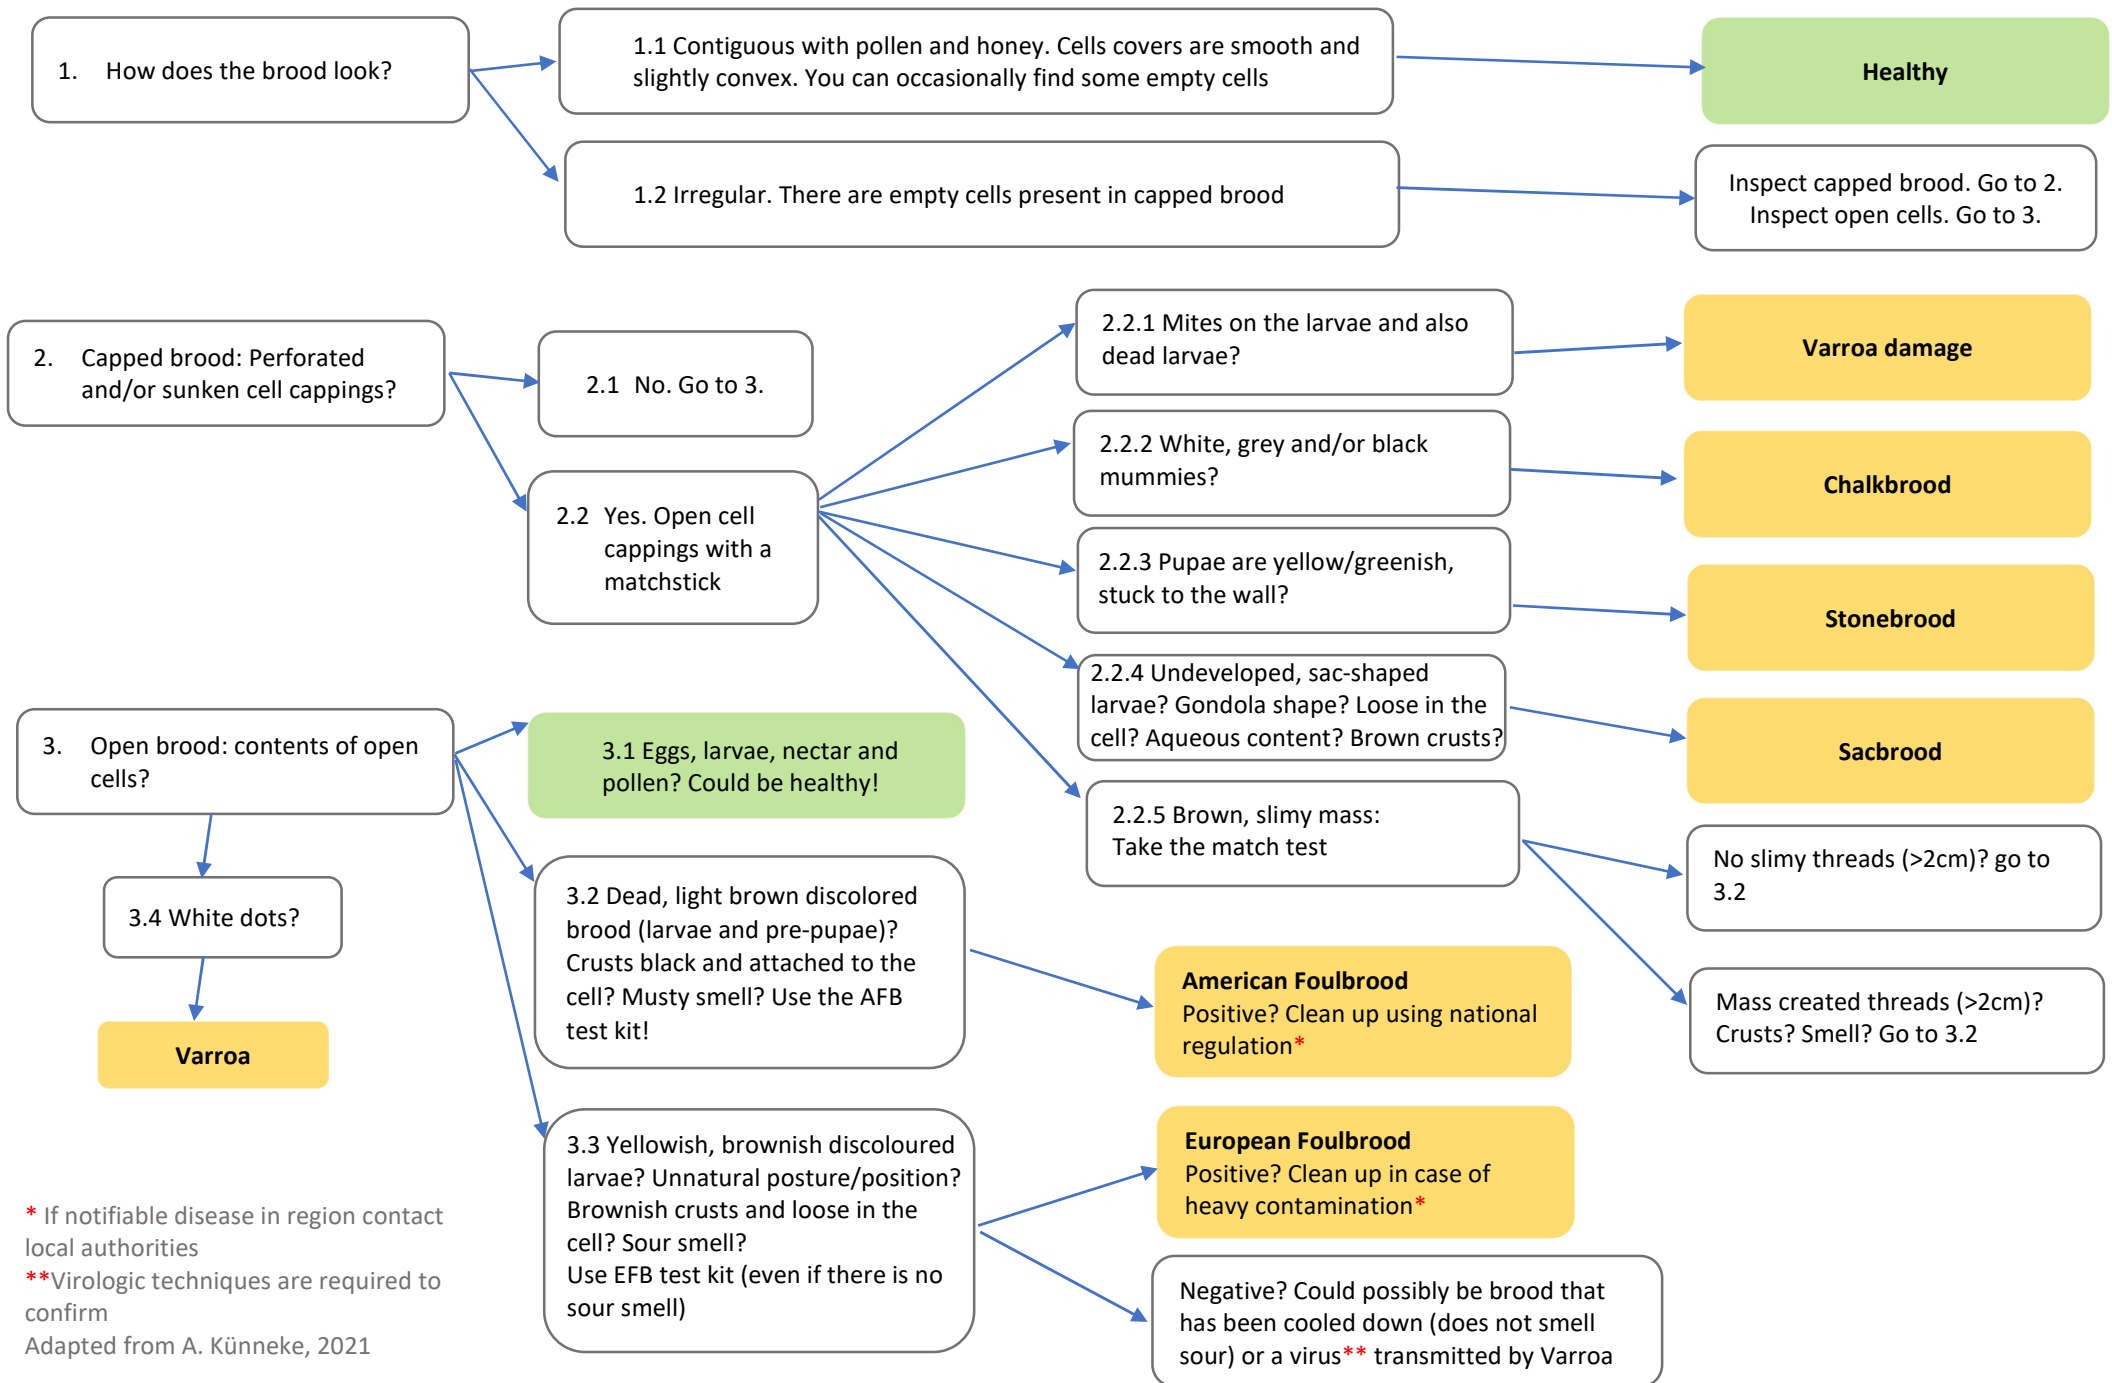 1. How does the brood look?
1.1 Contiguous with pollen and honey. Cells covers are smooth and
slightly convex. You can occasionally find some empty cells
Healthy
1.2 Irregular. There are empty cells present in capped brood
Inspect capped brood. Go to 2.
Inspect open cells. Go to 3.
2. Capped brood: Perforated
and/or sunken cell cappings?
2.1 No. Go to 3.
2.2 Yes. Open cell
cappings with a
matchstick
2.2.1 Mites on the larvae and also
dead larvae?
Varroa damage
2.2.2 White, grey and/or black
mummies?
Chalkbrood
2.2.3 Pupae are yellow/greenish,
stuck to the wall?
Stonebrood
2.2.4 Undeveloped, sac-shaped
larvae? Gondola shape? Loose in the
cell? Aqueous content? Brown crusts?
Sacbrood
2.2.5 Brown, slimy mass:
Take the match test
No slimy threads (>2cm)? go to
3.2
Mass created threads (>2cm)?
Crusts? Smell? Go to 3.2
3. Open brood: contents of open
cells?
3.1 Eggs, larvae, nectar and
pollen? Could be healthy!
3.2 Dead, light brown discolored
brood (larvae and pre-pupae)?
Crusts black and attached to the
cell? Musty smell? Use the AFB
test kit!
American Foulbrood
Positive? Clean up using national
regulation*
3.3 Yellowish, brownish discoloured
larvae? Unnatural posture/position?
Brownish crusts and loose in the
cell? Sour smell?
Use EFB test kit (even if there is no
sour smell)
European Foulbrood
Positive? Clean up in case of
heavy contamination*
Negative? Could possibly be brood that
has been cooled down (does not smell
sour) or a virus** transmitted by Varroa
3.4 White dots?
Varroa
* If notifiable disease in region contact
local authorities
**Virologic techniques are required to
confirm
Adapted from A. Künneke, 2021